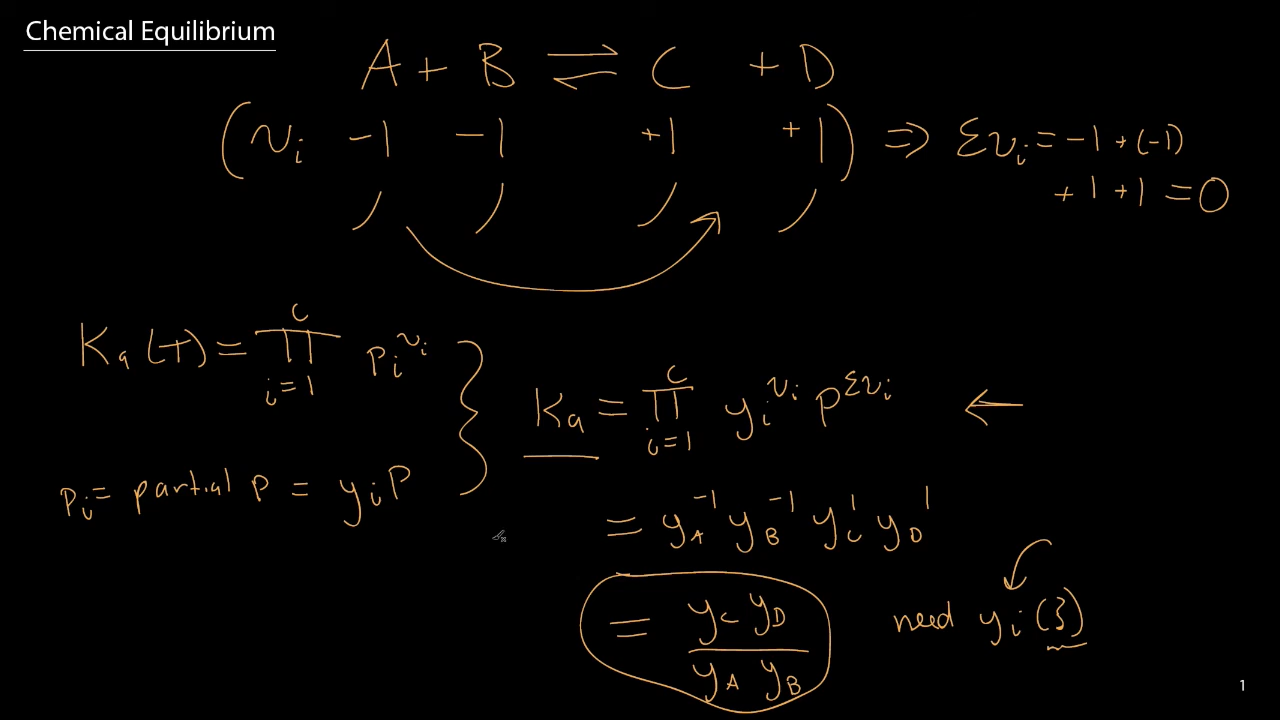 Chemical Equilibrium
A + B ⇌ C + D
(νi -1 -1 +1 +1) ⇒ Σνi = -1 + (-1)
, , , , + 1 + 1 = 0
Ka (T) = ∏_{i=1}^{C} pi^νi
Ka = ∏_{i=1}^{C} yi^νi P^Σνi ←
pi = partial P = yi P
= yA^-1 yB^-1 yC^1 yD^1
= yC yD / yA yB
need yi (ξ)
1